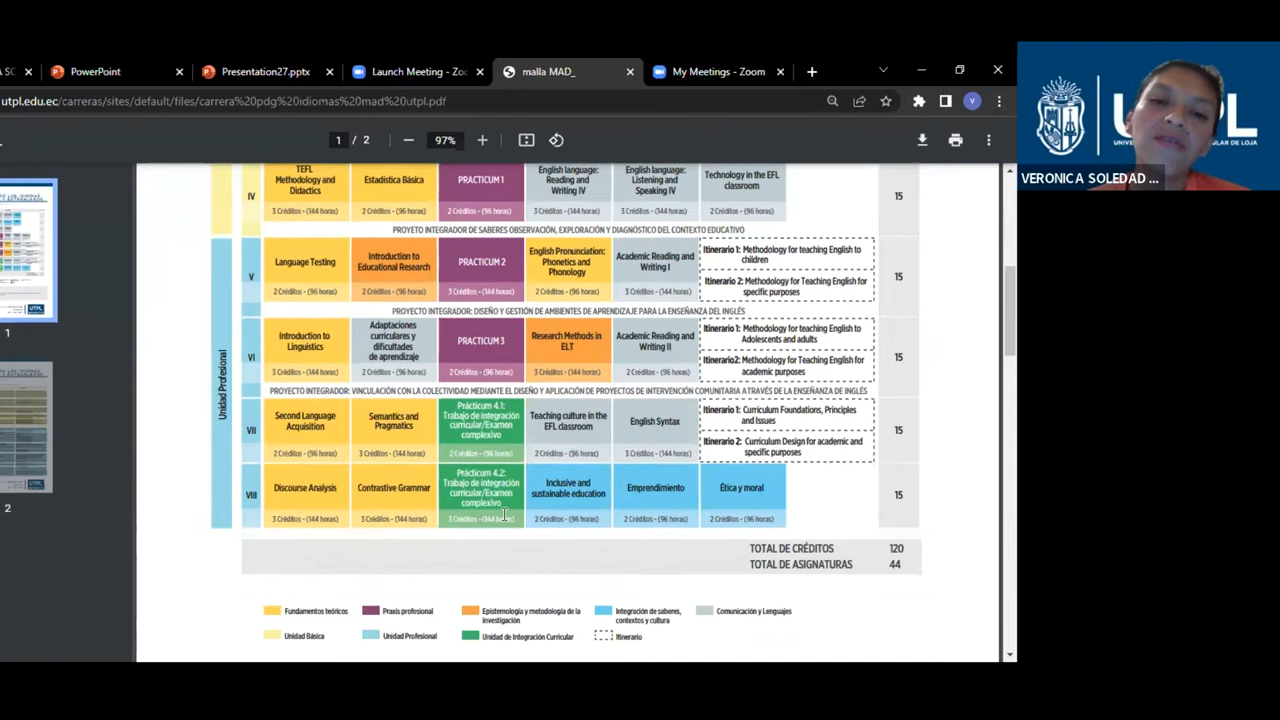 A SC
PowerPoint
Presentation27.pptx
Launch Meeting - Zoo
malla MAD_
My Meetings - Zoom
utpl.edu.ec/carreras/sites/default/files/carrera%20pdg%20idiomas%20mad%20utpl.pdf
V
1 / 2
97%
VERONICA SOLEDAD ...
IV
TEFL
Methodology and
Didactics
3 Créditos - (144 horas)
Estadística Básica
2 Créditos - (96 horas)
PRACTICUM 1
2 Créditos - (96 horas)
English language:
Reading and
Writing IV
3 Créditos - (144 horas)
English language:
Listening and
Speaking IV
3 Créditos - (144 horas)
Technology in the EFL
classroom
2 Créditos - (96 horas)
15
PROYETO INTEGRADOR DE SABERES OBSERVACIÓN, EXPLORACIÓN Y DIAGNÓSTICO DEL CONTEXTO EDUCATIVO
Unidad Profesional
V
Language Testing
2 Créditos - (96 horas)
Introduction to
Educational Research
2 Créditos - (96 horas)
PRACTICUM 2
3 Créditos - (144 horas)
English Pronunciation:
Phonetics and
Phonology
2 Créditos - (96 horas)
Academic Reading and
Writing I
3 Créditos - (144 horas)
Itinerario 1: Methodology for teaching English to
children
Itinerario 2: Methodology for Teaching English for
specific purposes
15
PROYECTO INTEGRADOR: DISEÑO Y GESTIÓN DE AMBIENTES DE APRENDIZAJE PARA LA ENSEÑANZA DEL INGLÉS
VI
Introduction to
Linguistics
3 Créditos - (144 horas)
Adaptaciones
curriculares y
dificultades
de aprendizaje
2 Créditos - (96 horas)
PRACTICUM 3
2 Créditos - (96 horas)
Research Methods in
ELT
3 Créditos - (144 horas)
Academic Reading and
Writing II
2 Créditos - (96 horas)
Itinerario 1: Methodology for teaching English to
Adolescents and adults
Itinerario2: Methodology for Teaching English for
academic purposes
15
PROYECTO INTEGRADOR: VINCULACIÓN CON LA COLECTIVIDAD MEDIANTE EL DISEÑO Y APLICACIÓN DE PROYECTOS DE INTERVENCIÓN COMUNITARIA A TRAVÉS DE LA ENSEÑANZA DE INGLÉS
VII
Second Language
Acquisition
2 Créditos - (96 horas)
Semantics and
Pragmatics
3 Créditos - (144 horas)
Prácticum 4.1:
Trabajo de integración
curricular/Examen
complexivo
2 Créditos - (96 horas)
Teaching culture in the
EFL classroom
2 Créditos - (96 horas)
English Syntax
3 Créditos - (144 horas)
Itinerario 1: Curriculum Foundations, Principles
and Issues
Itinerario 2: Curriculum Design for academic and
specific purposes
15
VIII
Discourse Analysis
3 Créditos - (144 horas)
Contrastive Grammar
3 Créditos - (144 horas)
Prácticum 4.2:
Trabajo de integración
curricular/Examen
complexivo
3 Créditos - (144 horas)
Inclusive and
sustainable education
2 Créditos - (96 horas)
Emprendimiento
2 Créditos - (96 horas)
Ética y moral
2 Créditos - (96 horas)
15
TOTAL DE CRÉDITOS 120
TOTAL DE ASIGNATURAS 44
Fundamentos teóricos
Praxis profesional
Epistemología y metodología de la
investigación
Integración de saberes,
contextos y cultura
Comunicación y Lenguajes
Unidad Básica
Unidad Profesional
Unidad de Integración Curricular
Itinerario
1
2